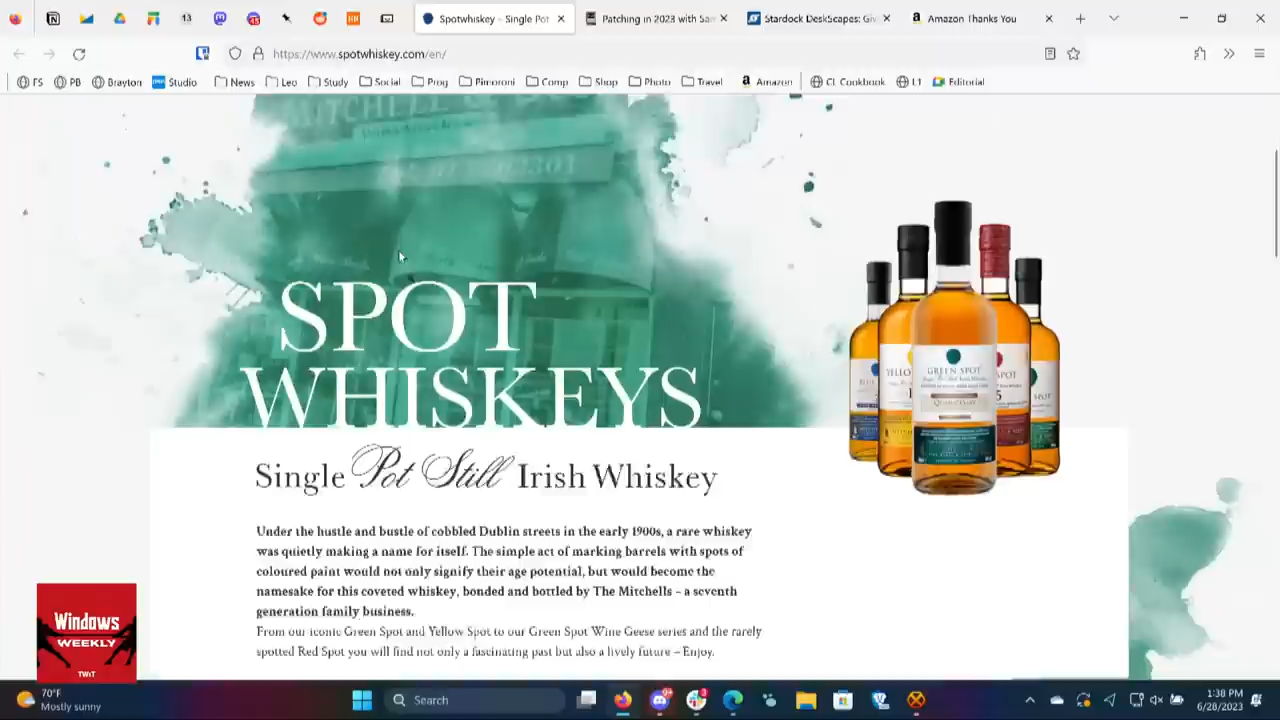 13
Spotwhiskey - Single Pot
Patching in 2023 with Sa
Stardock DeskScapes: Gi
Amazon Thanks You
https://www.spotwhiskey.com/en/
FS PB Brayton Studio News Leo Study Social Prog Pimoroni Comp Shop Photo Travel Amazon CL Cookbook L1 Editorial
SPOT
WHISKEYS
Single Pot Still Irish Whiskey
GREEN SPOT
YELLO
SPOT
Under the hustle and bustle of cobbled Dublin streets in the early 1900s, a rare whiskey
was quietly making a name for itself. The simple act of marking barrels with spots of
coloured paint would not only signify their age potential, but would become the
namesake for this coveted whiskey, bonded and bottled by The Mitchells – a seventh
generation family business.
From our iconic Green Spot and Yellow Spot to our Green Spot Wine Geese series and the rarely
spotted Red Spot you will find not only a fascinating past but also a lively future – Enjoy.
Windows
WEEKLY
TWiT
70°F
Mostly sunny
Search
1:38 PM
6/28/2023